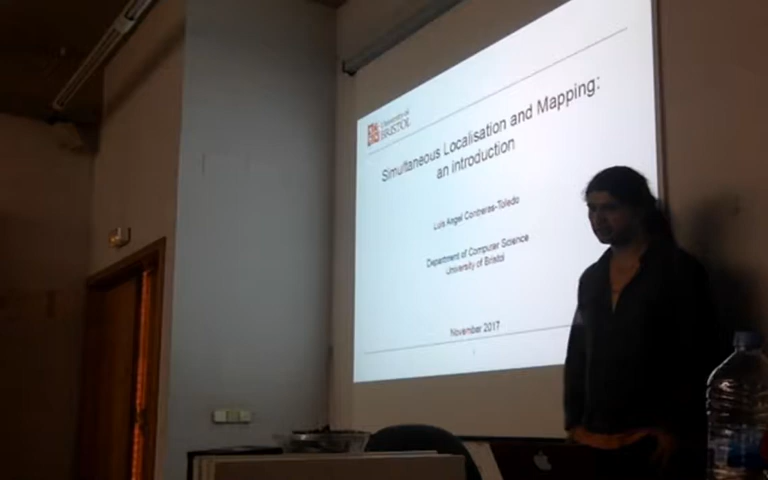 University of
BRISTOL
Simultaneous Localisation and Mapping:
an introduction
Luis Angel Contreras-Toledo
Department of Computer Science
University of Bristol
November 2017